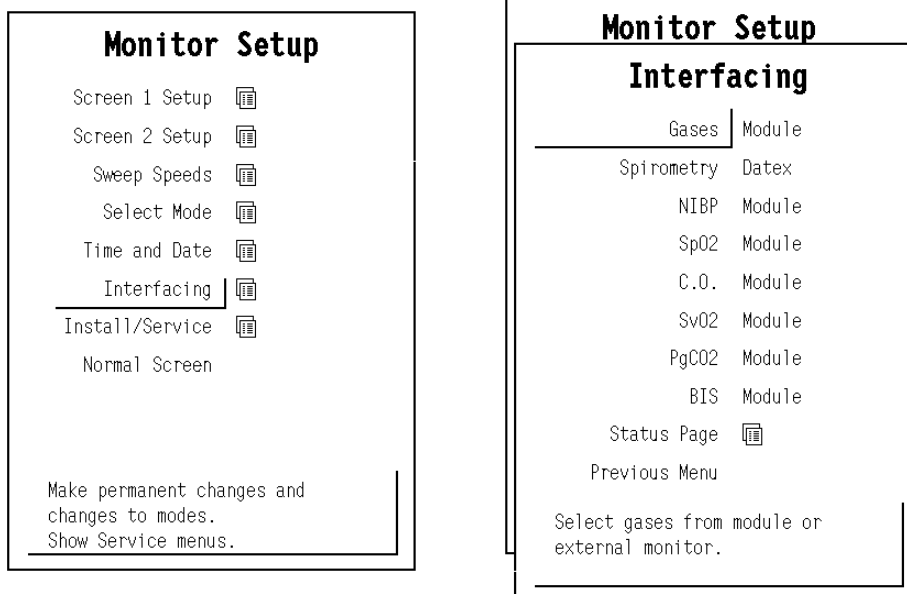 Monitor Setup
Screen 1 Setup
Screen 2 Setup
Sweep Speeds
Select Mode
Time and Date
Interfacing
Install/Service
Normal Screen
Make permanent changes and
changes to modes.
Show Service menus.
Monitor Setup
Interfacing
Gases Module
Spirometry Datex
NIBP Module
SpO2 Module
C.O. Module
SvO2 Module
PgCO2 Module
BIS Module
Status Page
Previous Menu
Select gases from module or
external monitor.